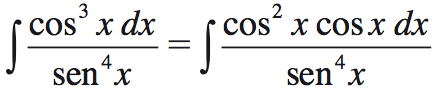 ∫ cos³ x dx / sen⁴x = ∫ cos² x cos x dx / sen⁴x